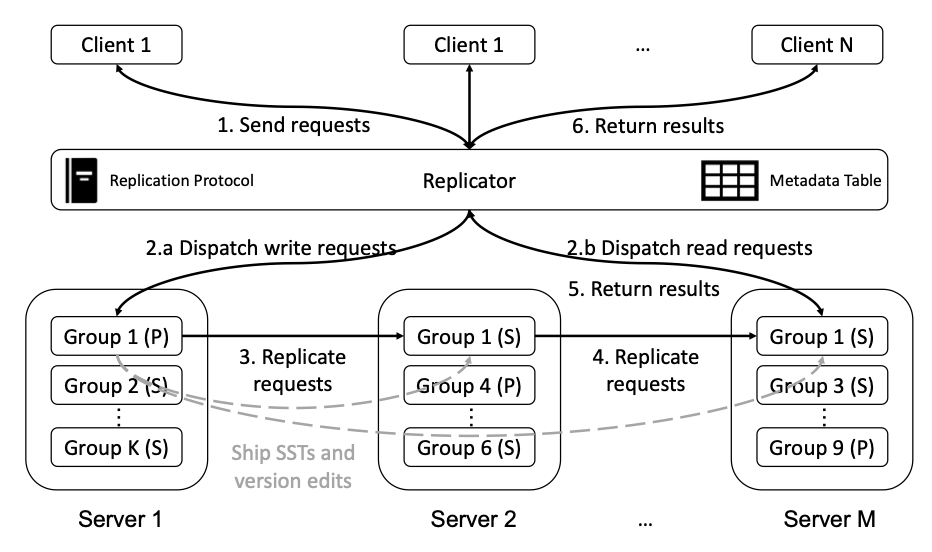 Client 1
Client 1
...
Client N
1. Send requests
6. Return results
Replication Protocol
Replicator
Metadata Table
2.a Dispatch write requests
2.b Dispatch read requests
5. Return results
Group 1 (P)
Group 2 (S)
Group K (S)
3. Replicate
requests
Group 1 (S)
Group 4 (P)
Group 6 (S)
4. Replicate
requests
Group 1 (S)
Group 3 (S)
Group 9 (P)
Ship SSTs and
version edits
Server 1
Server 2
...
Server M